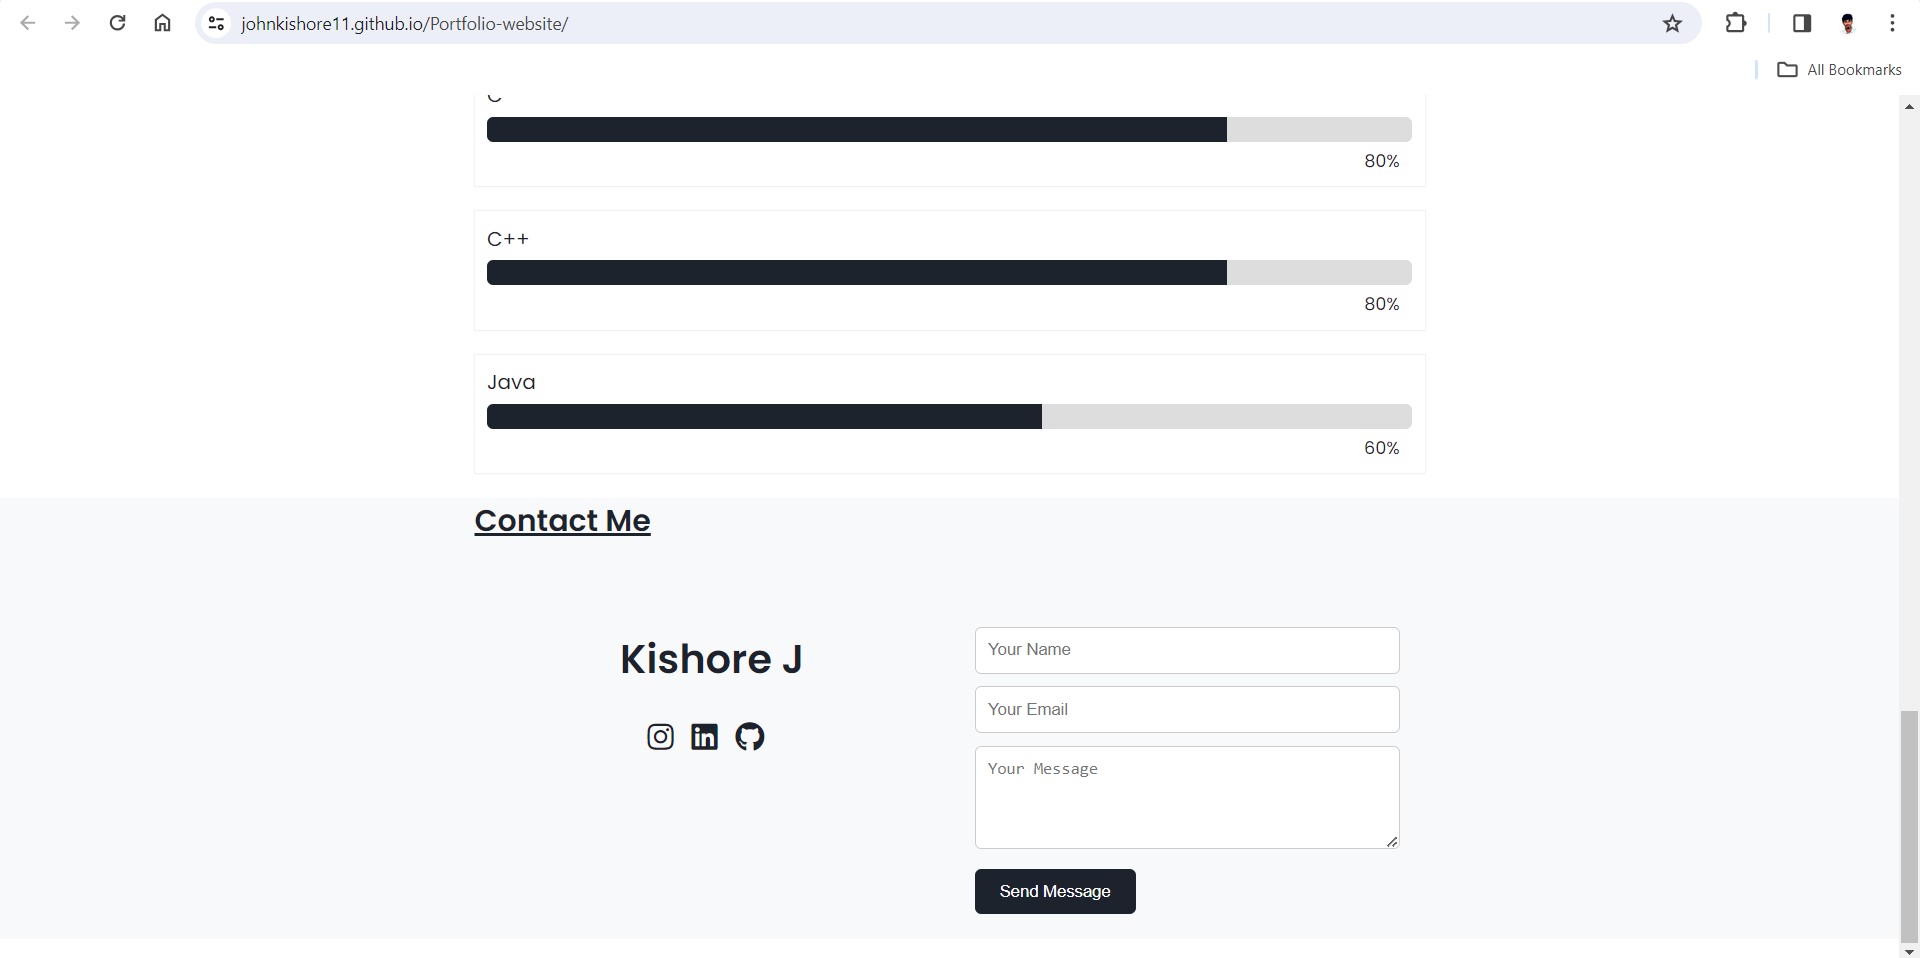 johnkishore11.github.io/Portfolio-website/
All Bookmarks
80%
C++
80%
Java
60%
Contact Me
Kishore J
Your Name
Your Email
Your Message
Send Message